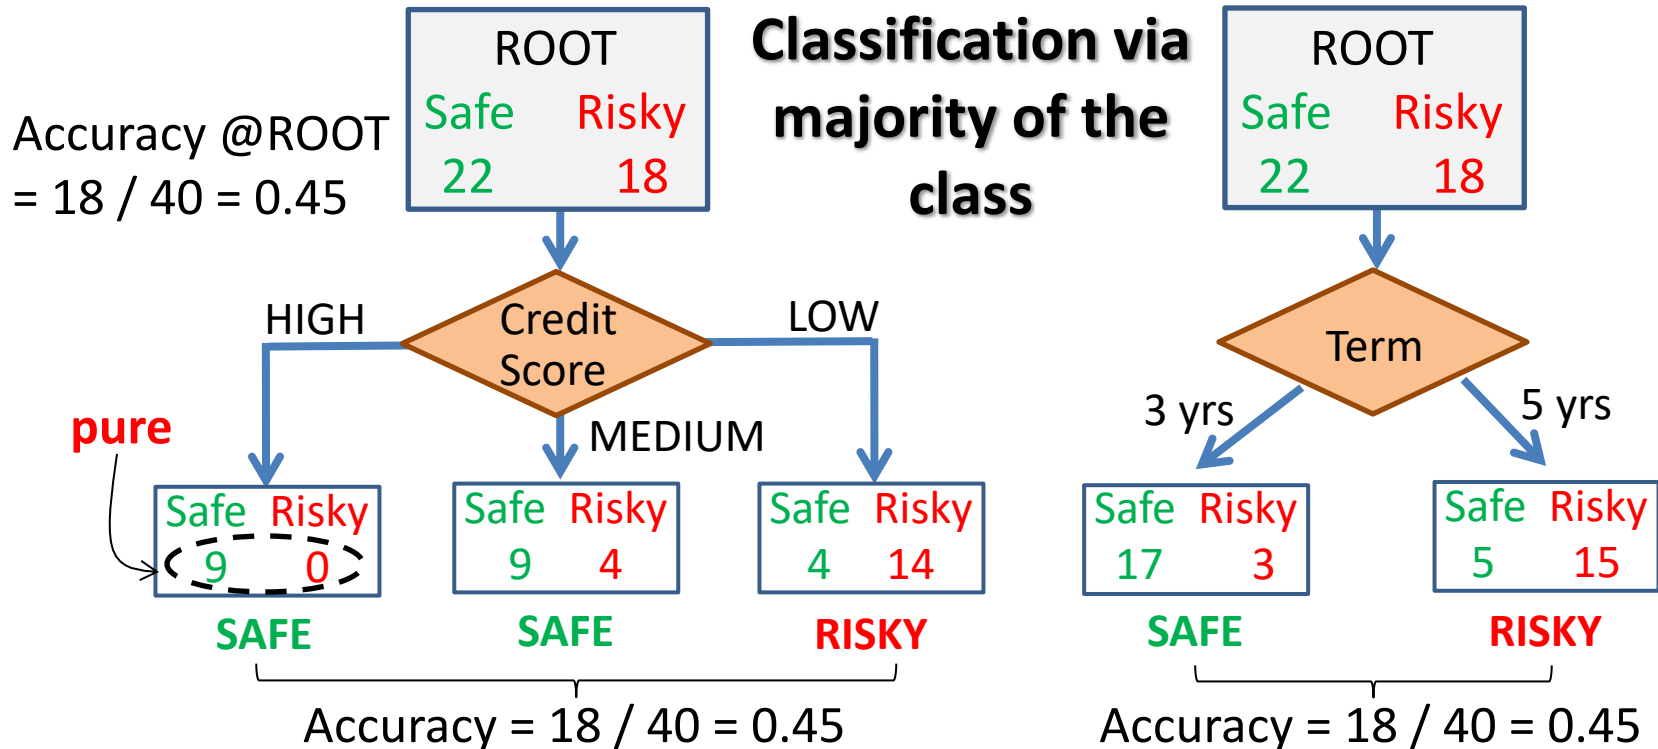 Classification via
majority of the
class
Accuracy @ROOT
= 18 / 40 = 0.45
ROOT
Safe Risky
22 18
HIGH
Credit
Score
LOW
MEDIUM
pure
Safe Risky
9 0
SAFE
Safe Risky
9 4
SAFE
Safe Risky
4 14
RISKY
Accuracy = 18 / 40 = 0.45
ROOT
Safe Risky
22 18
Term
3 yrs
5 yrs
Safe Risky
17 3
SAFE
Safe Risky
5 15
RISKY
Accuracy = 18 / 40 = 0.45